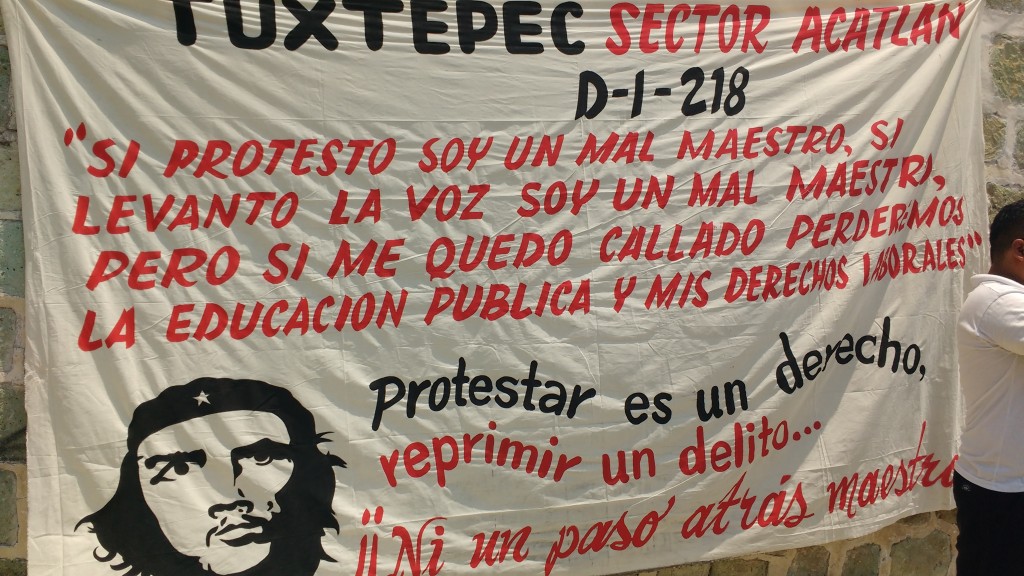 TUXTEPEC SECTOR ACATLAN
D-I-218
"SI PROTESTO SOY UN MAL MAESTRO, SI
LEVANTO LA VOZ SOY UN MAL MAESTRO,
PERO SI ME QUEDO CALLADO PERDEREMOS
LA EDUCACION PUBLICA Y MIS DERECHOS LABORALES"
Protestar es un derecho,
reprimir un delito...
¡¡Ni un paso atrás maestro